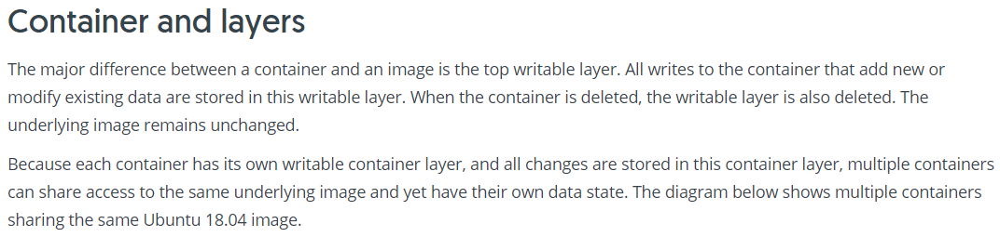 Container and layers
The major difference between a container and an image is the top writable layer. All writes to the container that add new or
modify existing data are stored in this writable layer. When the container is deleted, the writable layer is also deleted. The
underlying image remains unchanged.
Because each container has its own writable container layer, and all changes are stored in this container layer, multiple containers
can share access to the same underlying image and yet have their own data state. The diagram below shows multiple containers
sharing the same Ubuntu 18.04 image.